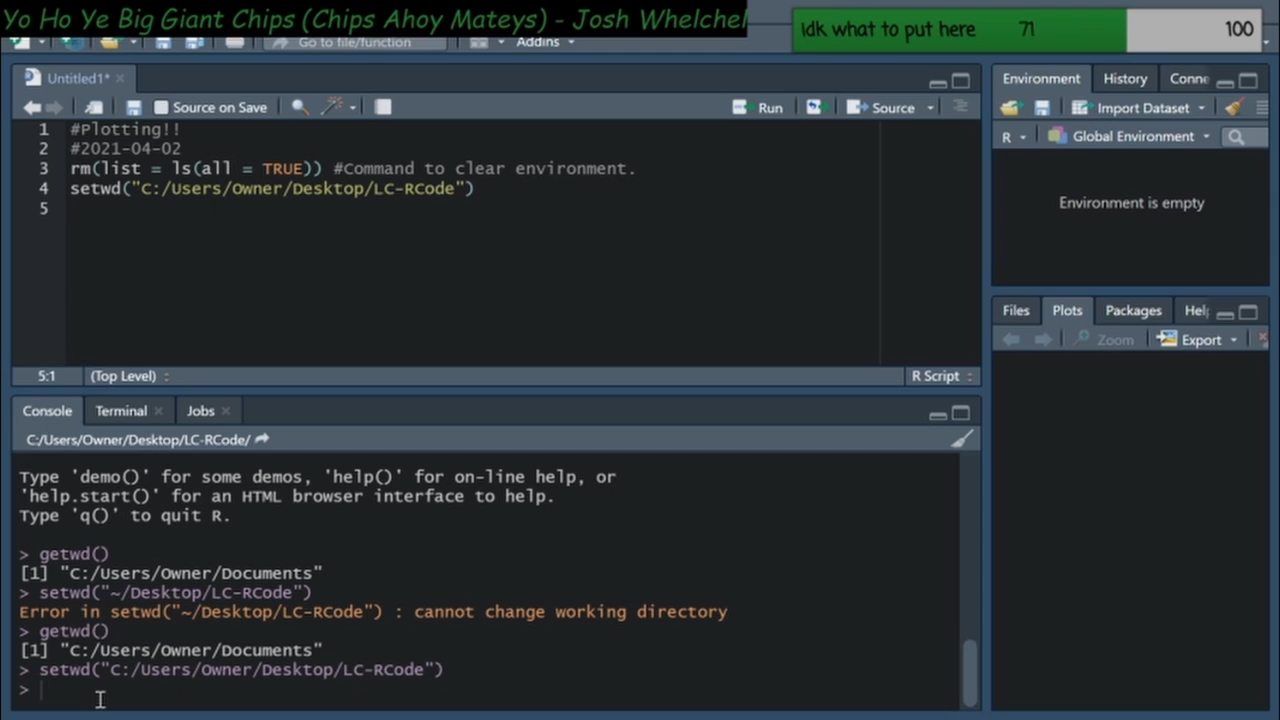 Yo Ho Ye Big Giant Chips (Chips Ahoy Mateys) - Josh Whelchel
Idk what to put here 71 100
Go to file/function Addins
Untitled1*
Source on Save Run Source
1 #Plotting!!
2 #2021-04-02
3 rm(list = ls(all = TRUE)) #Command to clear environment.
4 setwd("C:/Users/Owner/Desktop/LC-RCode")
5
5:1 (Top Level) R Script
Console Terminal Jobs
C:/Users/Owner/Desktop/LC-RCode/
Type 'demo()' for some demos, 'help()' for on-line help, or
'help.start()' for an HTML browser interface to help.
Type 'q()' to quit R.
> getwd()
[1] "C:/Users/Owner/Documents"
> setwd("~/Desktop/LC-RCode")
Error in setwd("~/Desktop/LC-RCode") : cannot change working directory
> getwd()
[1] "C:/Users/Owner/Documents"
> setwd("C:/Users/Owner/Desktop/LC-RCode")
>
Environment History Conne
Import Dataset
R Global Environment
Environment is empty
Files Plots Packages Hel
Zoom Export